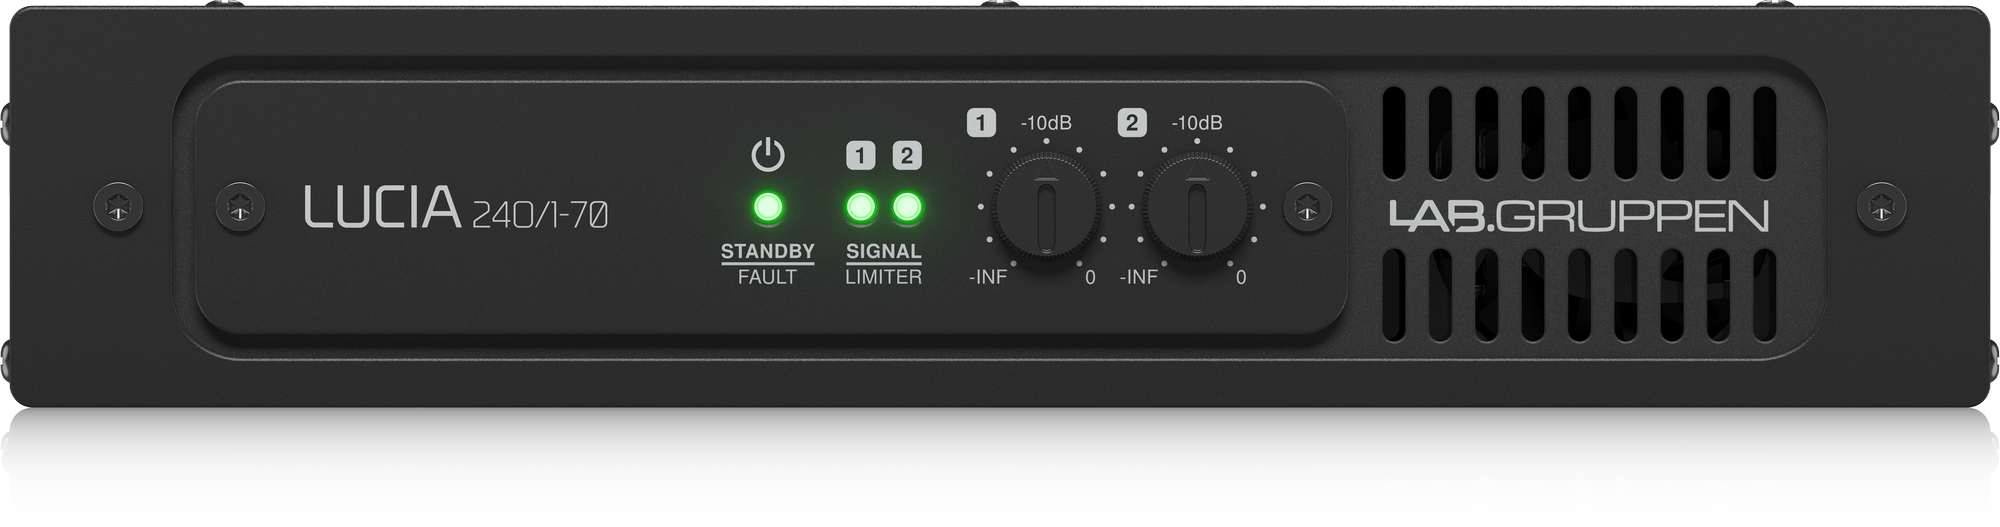 LUCIA 240/1-70
STANDBY
FAULT
1 2
SIGNAL
LIMITER
1 -10dB
-INF 0
2 -10dB
-INF 0
LAB.GRUPPEN